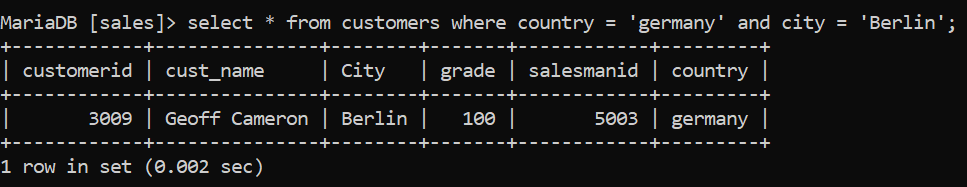 MariaDB [sales]> select * from customers where country = 'germany' and city = 'Berlin';
+------------+---------------+--------+-------+------------+---------+
| customerid | cust_name     | City   | grade | salesmanid | country |
+------------+---------------+--------+-------+------------+---------+
|       3009 | Geoff Cameron | Berlin |   100 |       5003 | germany |
+------------+---------------+--------+-------+------------+---------+
1 row in set (0.002 sec)